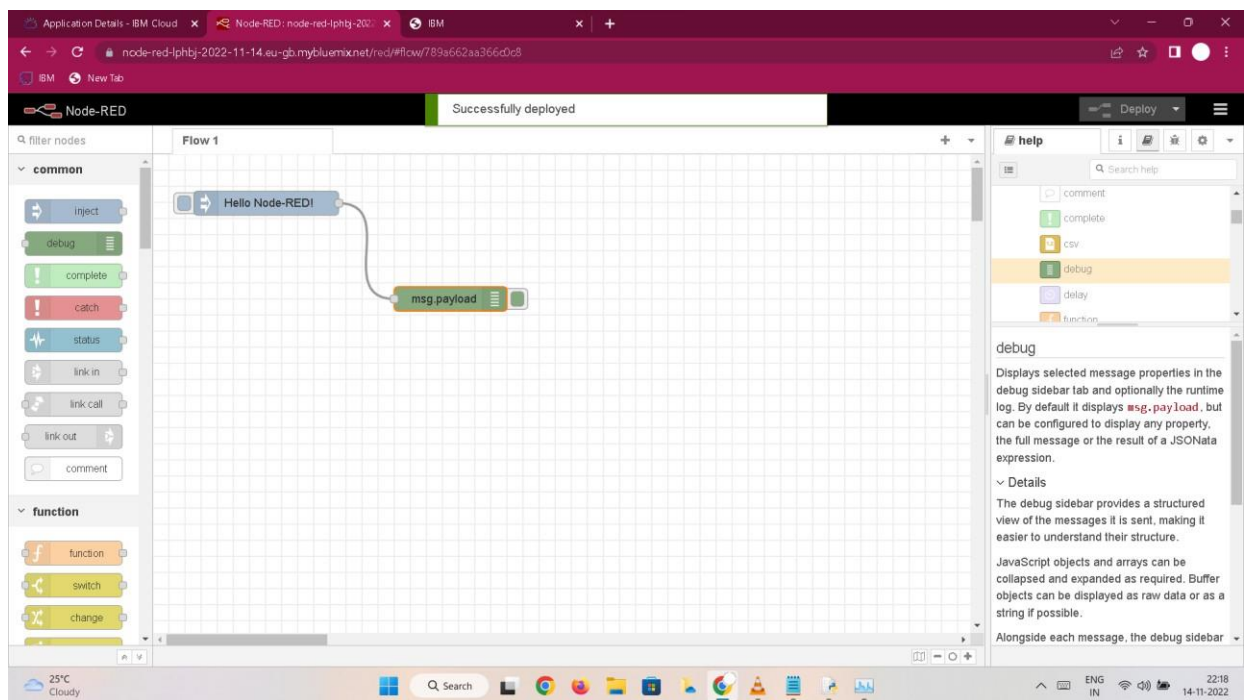 Application Details - IBM Cloud
Node-RED : node-red-lphbj-202
IBM
node-red-lphbj-2022-11-14.eu-gb.mybluemix.net/red/#flow/789a662aa366c0c8
IBM
New Tab
Node-RED
Successfully deployed
Deploy
filter nodes
Flow 1
help
i
common
Search help
inject
debug
complete
catch
status
link in
link call
link out
comment
function
function
switch
change
Hello Node-RED!
msg.payload
comment
complete
csv
debug
delay
function
debug
Displays selected message properties in the
debug sidebar tab and optionally the runtime
log. By default it displays msg.payload, but
can be configured to display any property,
the full message or the result of a JSONata
expression.
Details
The debug sidebar provides a structured
view of the messages it is sent, making it
easier to understand their structure.
JavaScript objects and arrays can be
collapsed and expanded as required. Buffer
objects can be displayed as raw data or as a
string if possible.
Alongside each message, the debug sidebar
25°C
Cloudy
Search
ENG
IN
22:18
14-11-2022